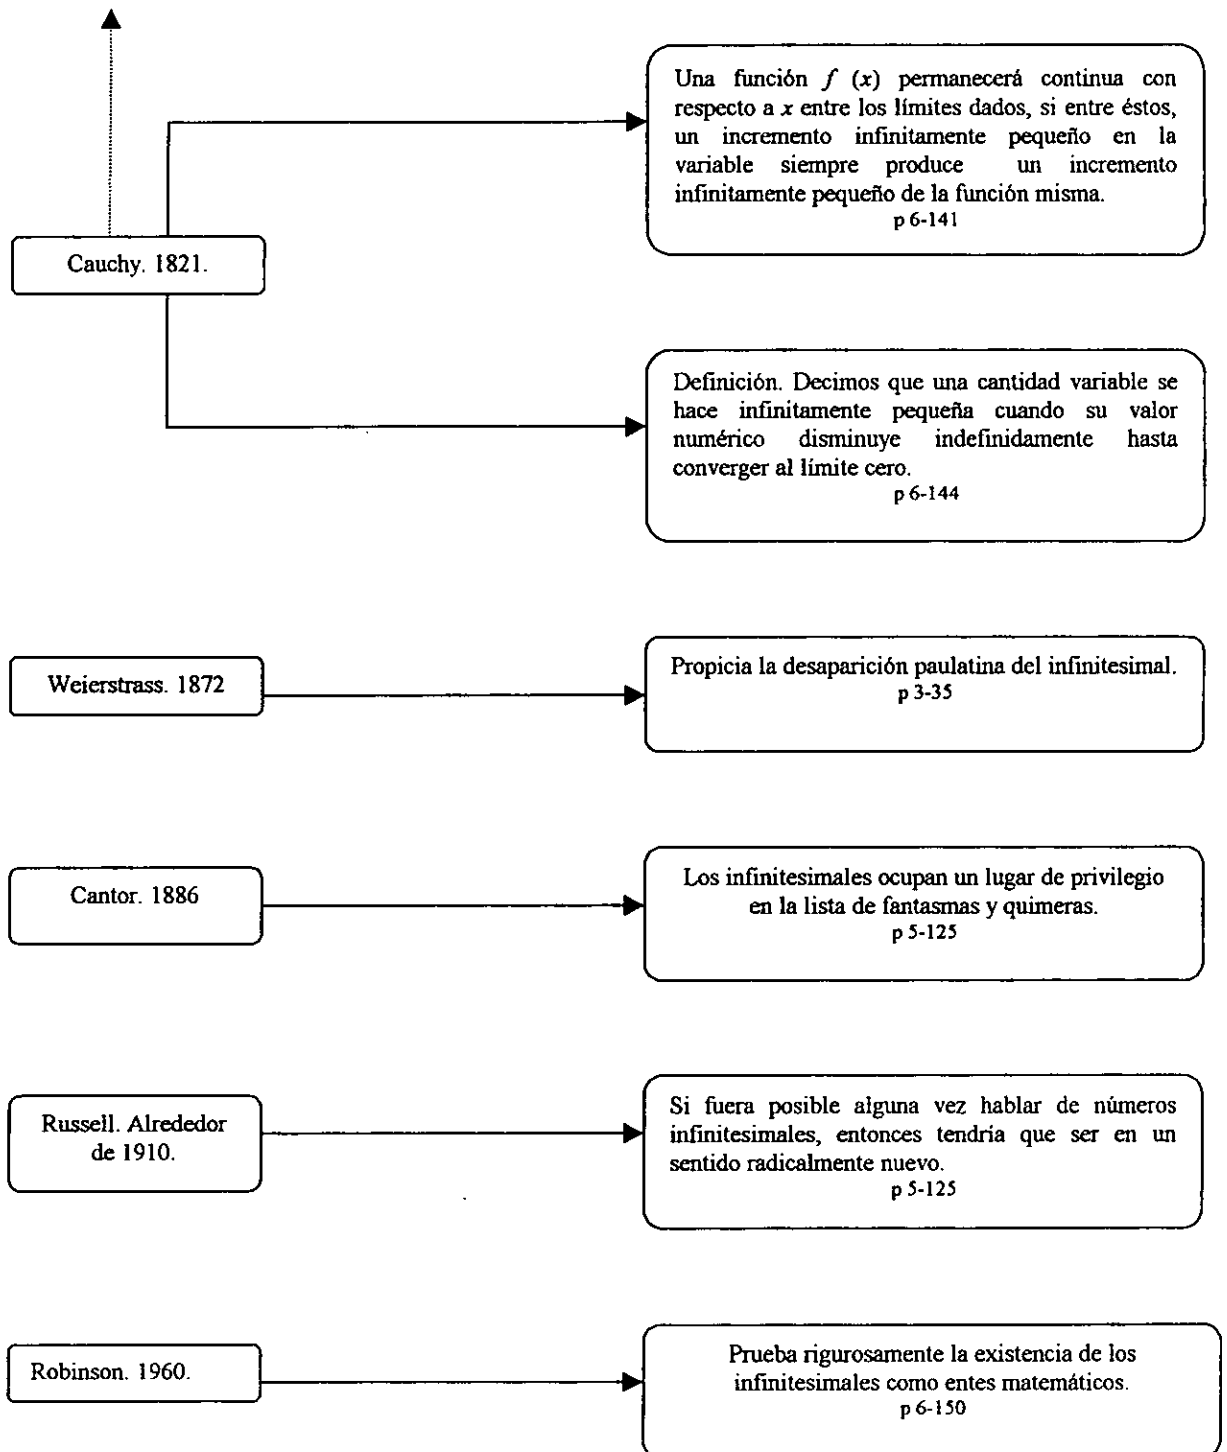 Una función f (x) permanecerá continua con
respecto a x entre los límites dados, si entre éstos,
un incremento infinitamente pequeño en la
variable siempre produce un incremento
infinitamente pequeño de la función misma.
p 6-141
Cauchy. 1821.
Definición. Decimos que una cantidad variable se
hace infinitamente pequeña cuando su valor
numérico disminuye indefinidamente hasta
converger al límite cero.
p 6-144
Weierstrass. 1872
Propicia la desaparición paulatina del infinitesimal.
p 3-35
Cantor. 1886
Los infinitesimales ocupan un lugar de privilegio
en la lista de fantasmas y quimeras.
p 5-125
Russell. Alrededor
de 1910.
Si fuera posible alguna vez hablar de números
infinitesimales, entonces tendría que ser en un
sentido radicalmente nuevo.
p 5-125
Robinson. 1960.
Prueba rigurosamente la existencia de los
infinitesimales como entes matemáticos.
p 6-150